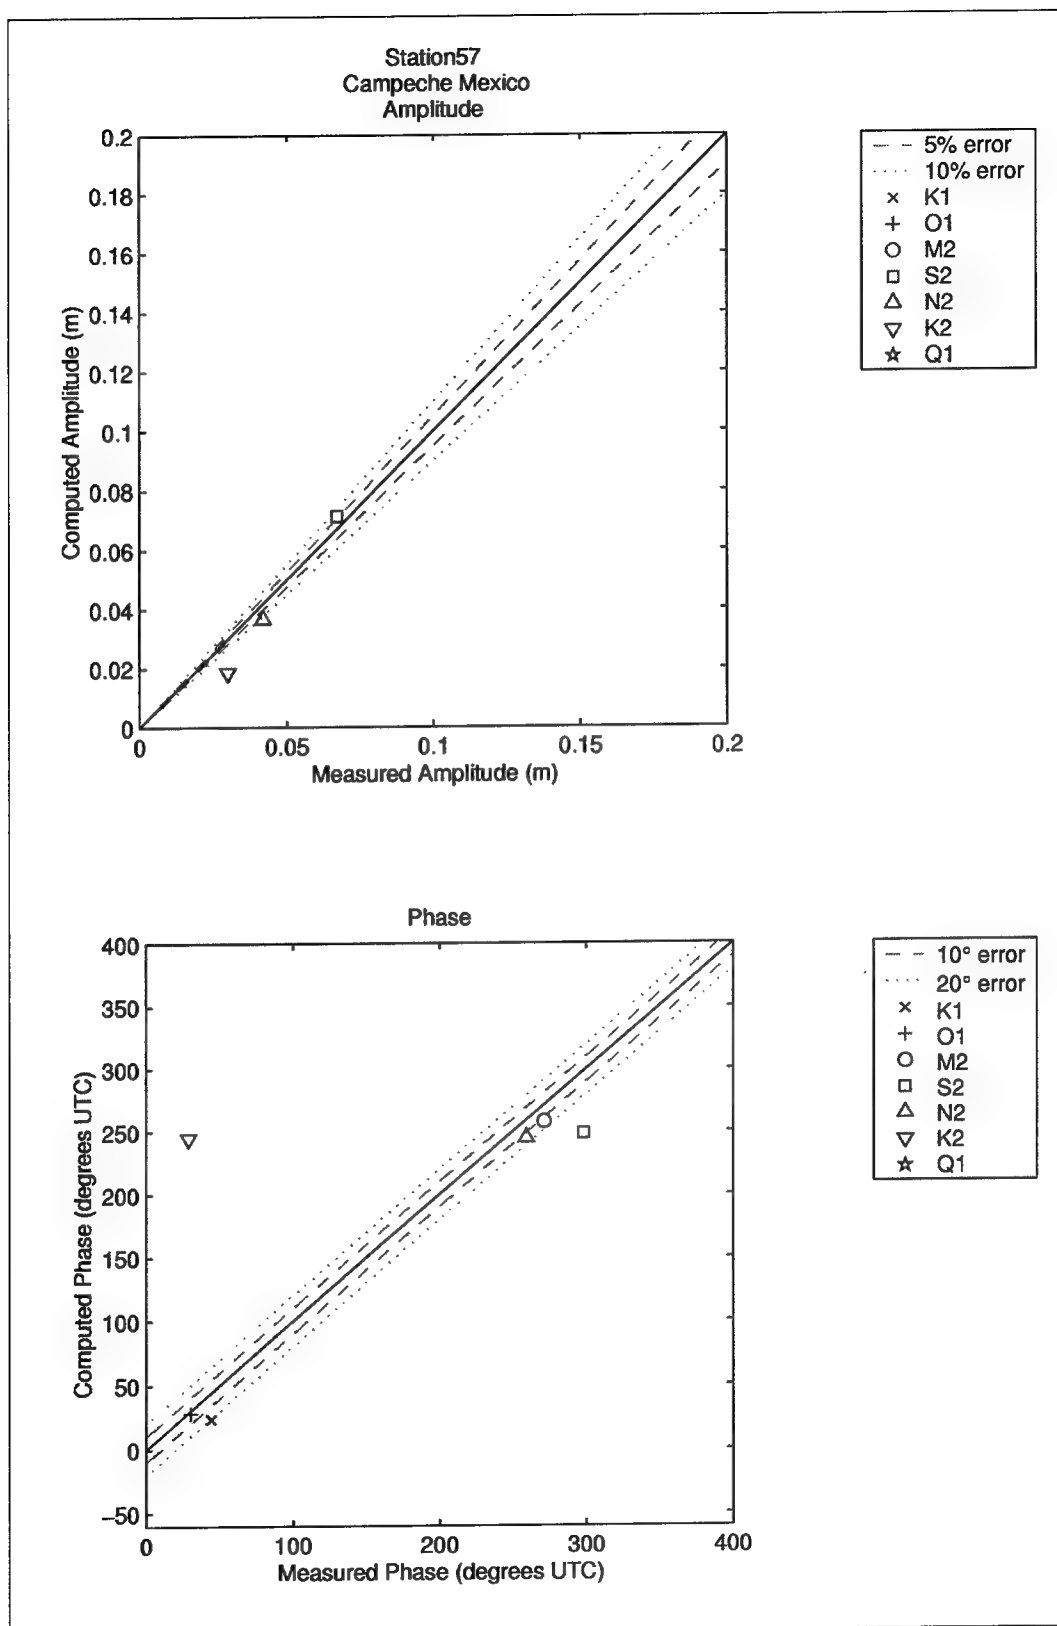 Station57
Campeche Mexico
Amplitude
0.2
0.18
0.16
0.14
0.12
0.1
0.08
0.06
0.04
0.02
0
Computed Amplitude (m)
0 0.05 0.1 0.15 0.2
Measured Amplitude (m)
5% error
10% error
K1
O1
M2
S2
N2
K2
Q1
Phase
400
350
300
250
200
150
100
50
0
–50
Computed Phase (degrees UTC)
0 100 200 300 400
Measured Phase (degrees UTC)
10° error
20° error
K1
O1
M2
S2
N2
K2
Q1